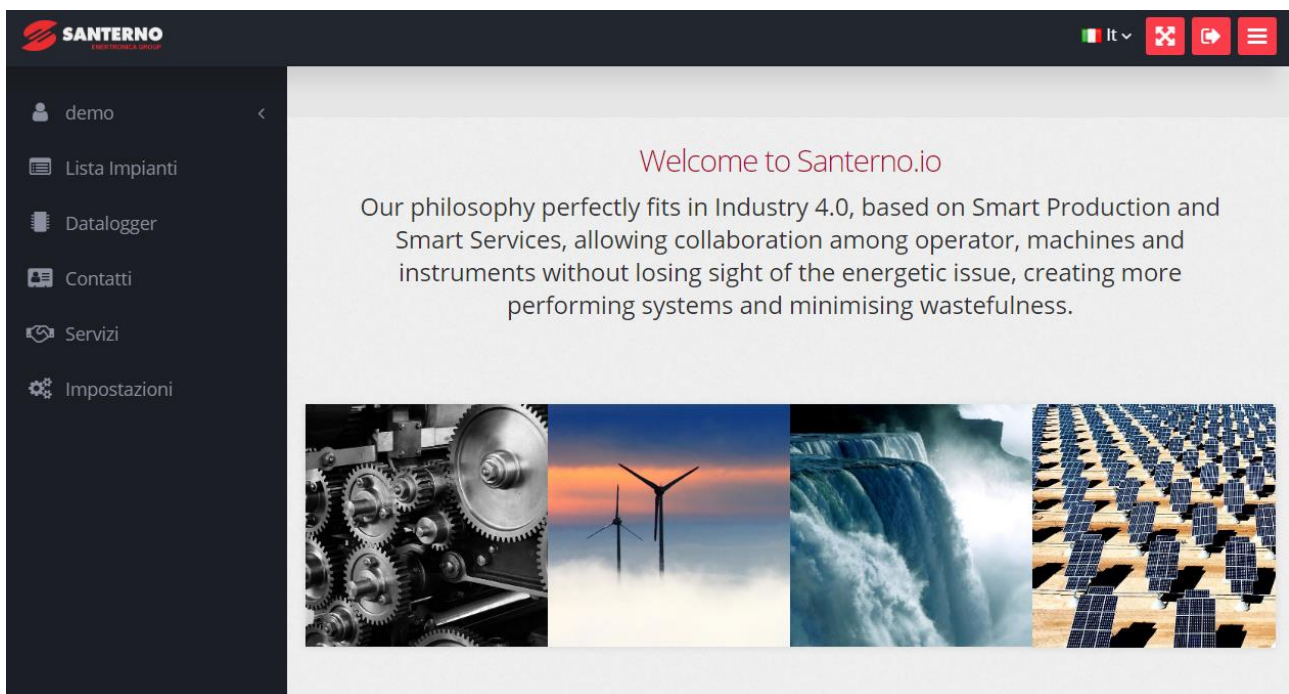 SANTERNO
ENERTRONICA GROUP
It
demo
Lista Impianti
Datalogger
Contatti
Servizi
Impostazioni
Welcome to Santerno.io
Our philosophy perfectly fits in Industry 4.0, based on Smart Production and
Smart Services, allowing collaboration among operator, machines and
instruments without losing sight of the energetic issue, creating more
performing systems and minimising wastefulness.